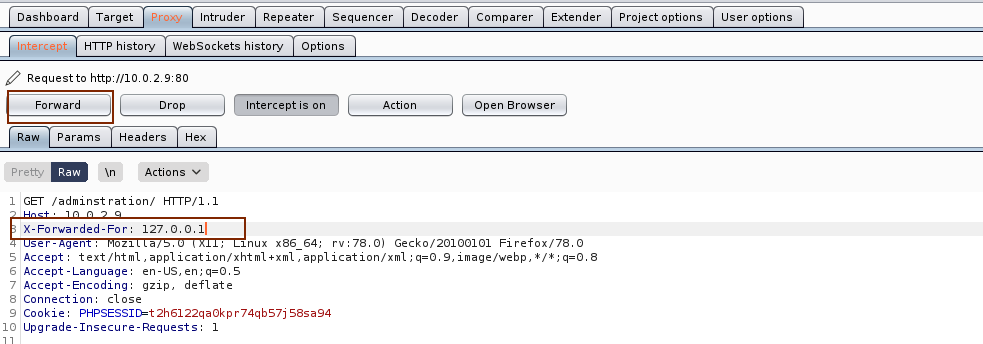 Dashboard Target Proxy Intruder Repeater Sequencer Decoder Comparer Extender Project options User options
Intercept HTTP history WebSockets history Options
Request to http://10.0.2.9:80
Forward Drop Intercept is on Action Open Browser
Raw Params Headers Hex
Pretty Raw \n Actions
1 GET /adminstration/ HTTP/1.1
2 Host: 10.0.2.9
3 X-Forwarded-For: 127.0.0.1
4 User-Agent: Mozilla/5.0 (X11; Linux x86_64; rv:78.0) Gecko/20100101 Firefox/78.0
5 Accept: text/html,application/xhtml+xml,application/xml;q=0.9,image/webp,*/*;q=0.8
6 Accept-Language: en-US,en;q=0.5
7 Accept-Encoding: gzip, deflate
8 Connection: close
9 Cookie: PHPSESSID=t2h6122qa0kpr74qb57j58sa94
10 Upgrade-Insecure-Requests: 1
11